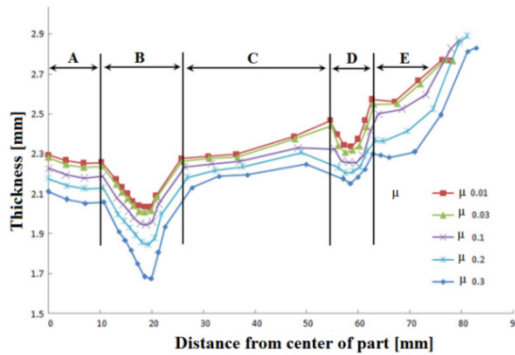 2.9
2.7
2.5
2.3
2.1
1.9
1.7
1.5
Thickness [mm]
A B C D E
μ
μ 0.01
μ 0.03
μ 0.1
μ 0.2
μ 0.3
0 10 20 30 40 50 60 70 80 90
Distance from center of part [mm]